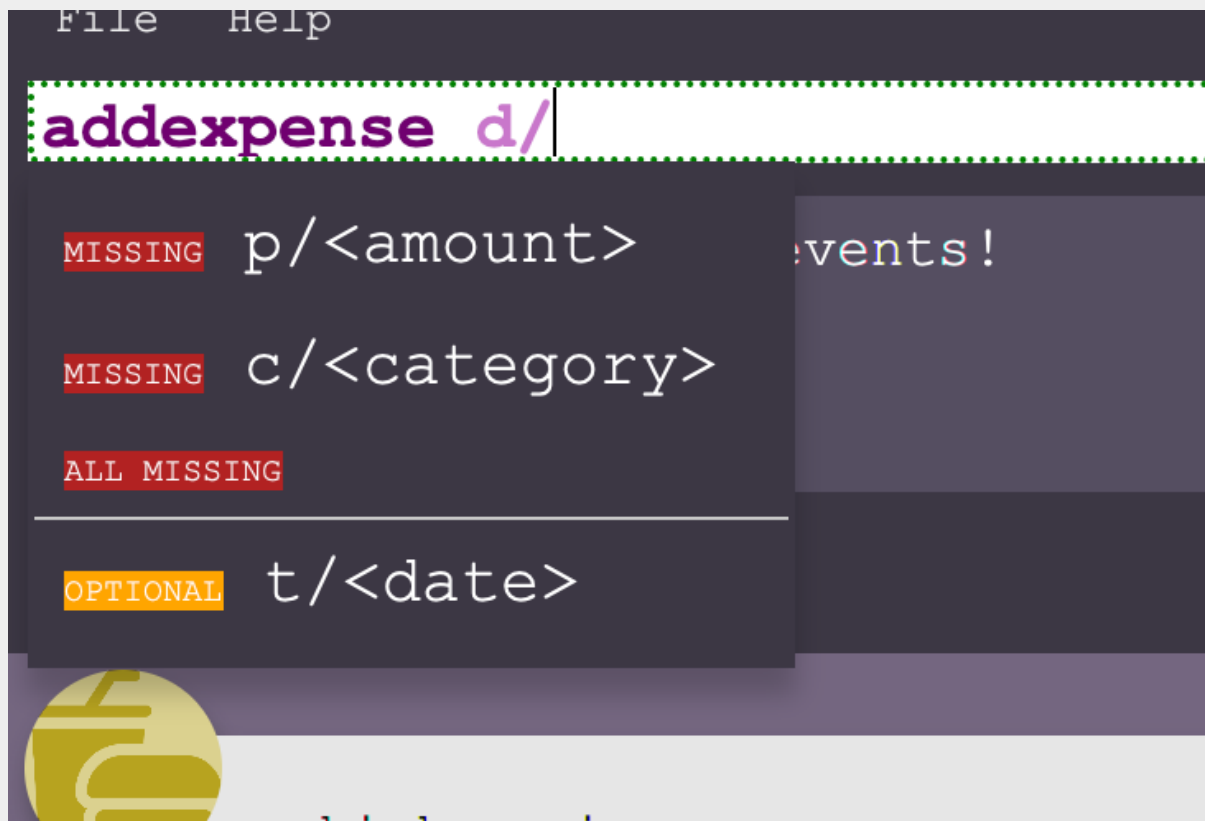 File Help
addexpense d/
MISSING p/<amount>
events!
MISSING c/<category>
ALL MISSING
OPTIONAL t/<date>